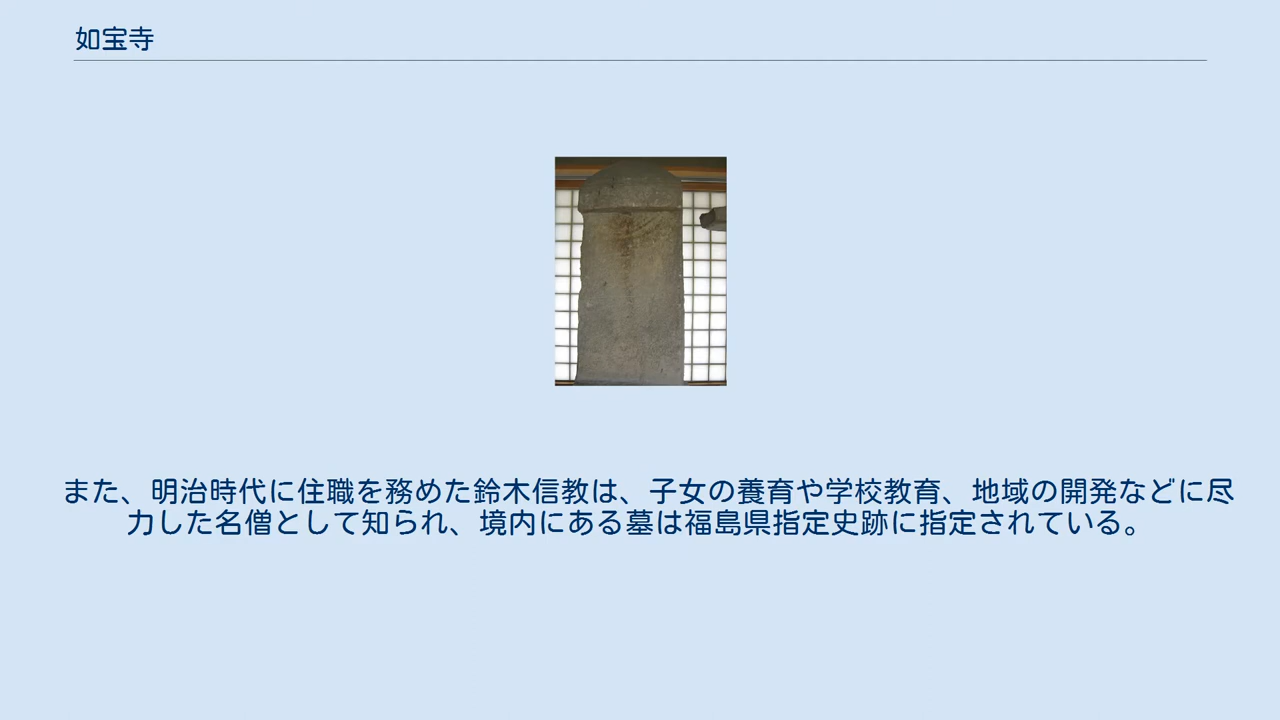 如宝寺
また、明治時代に住職を務めた鈴木信教は、子女の養育や学校教育、地域の開発などに尽
力した名僧として知られ、境内にある墓は福島県指定史跡に指定されている。